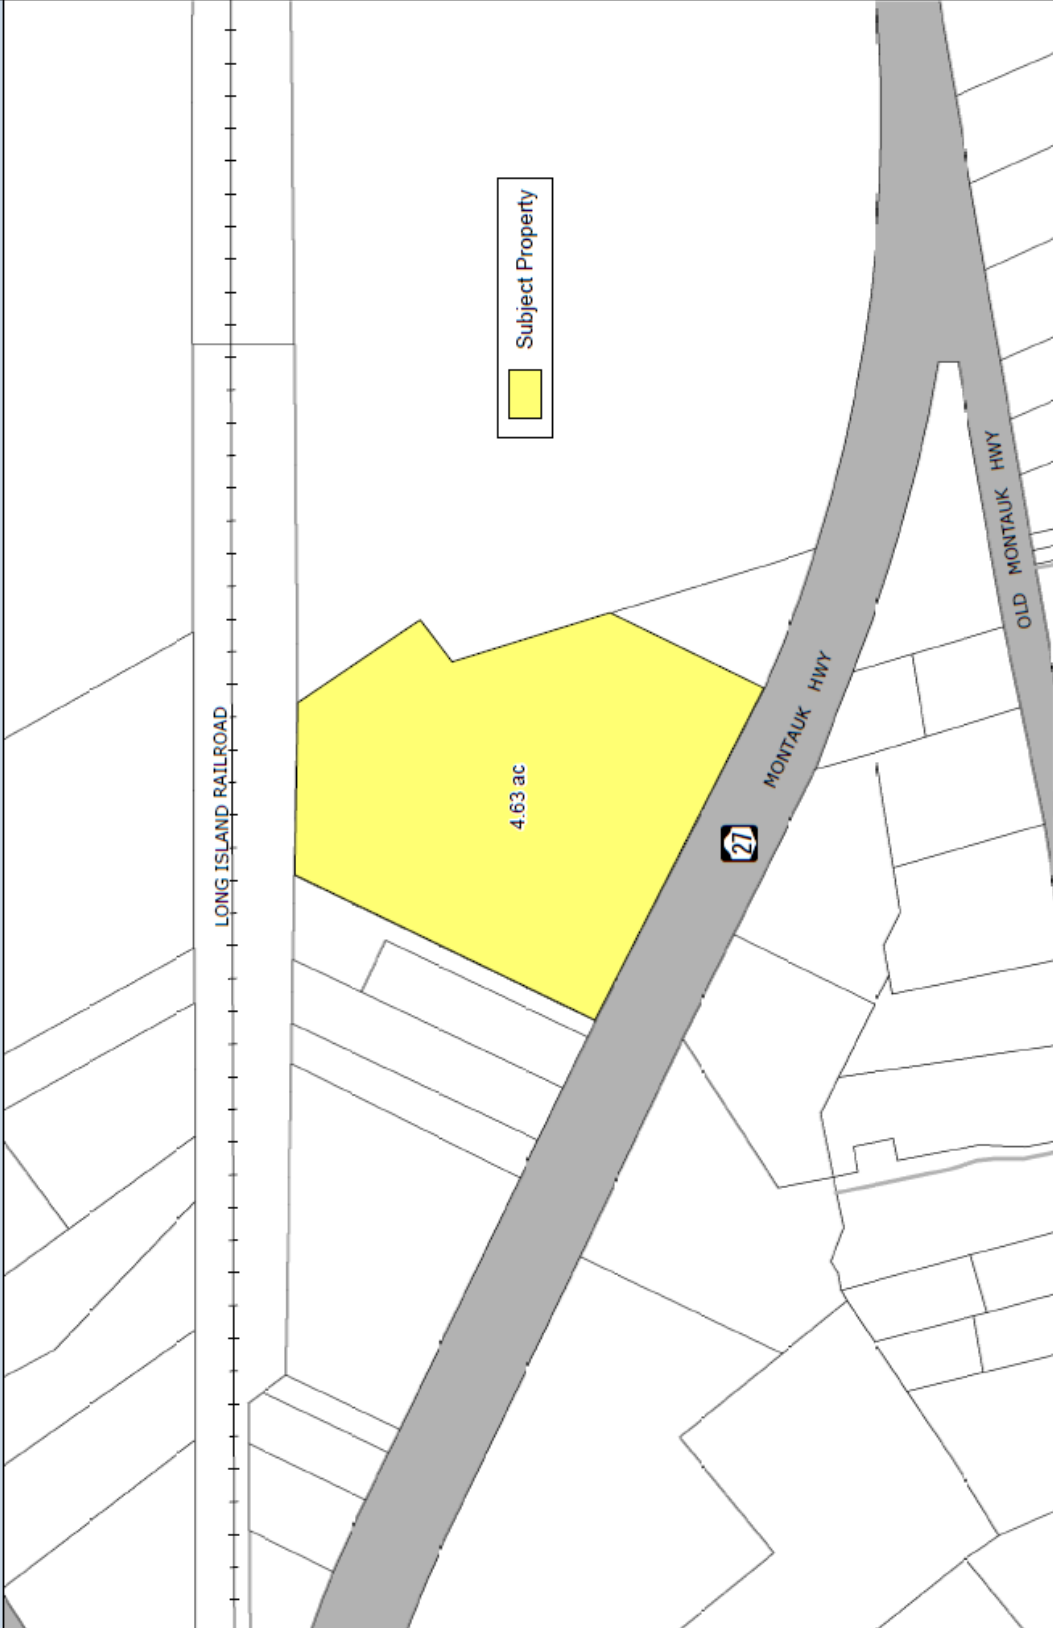 LONG ISLAND RAILROAD
Subject Property
4.63 ac
MONTAUK HWY
27
OLD MONTAUK HWY